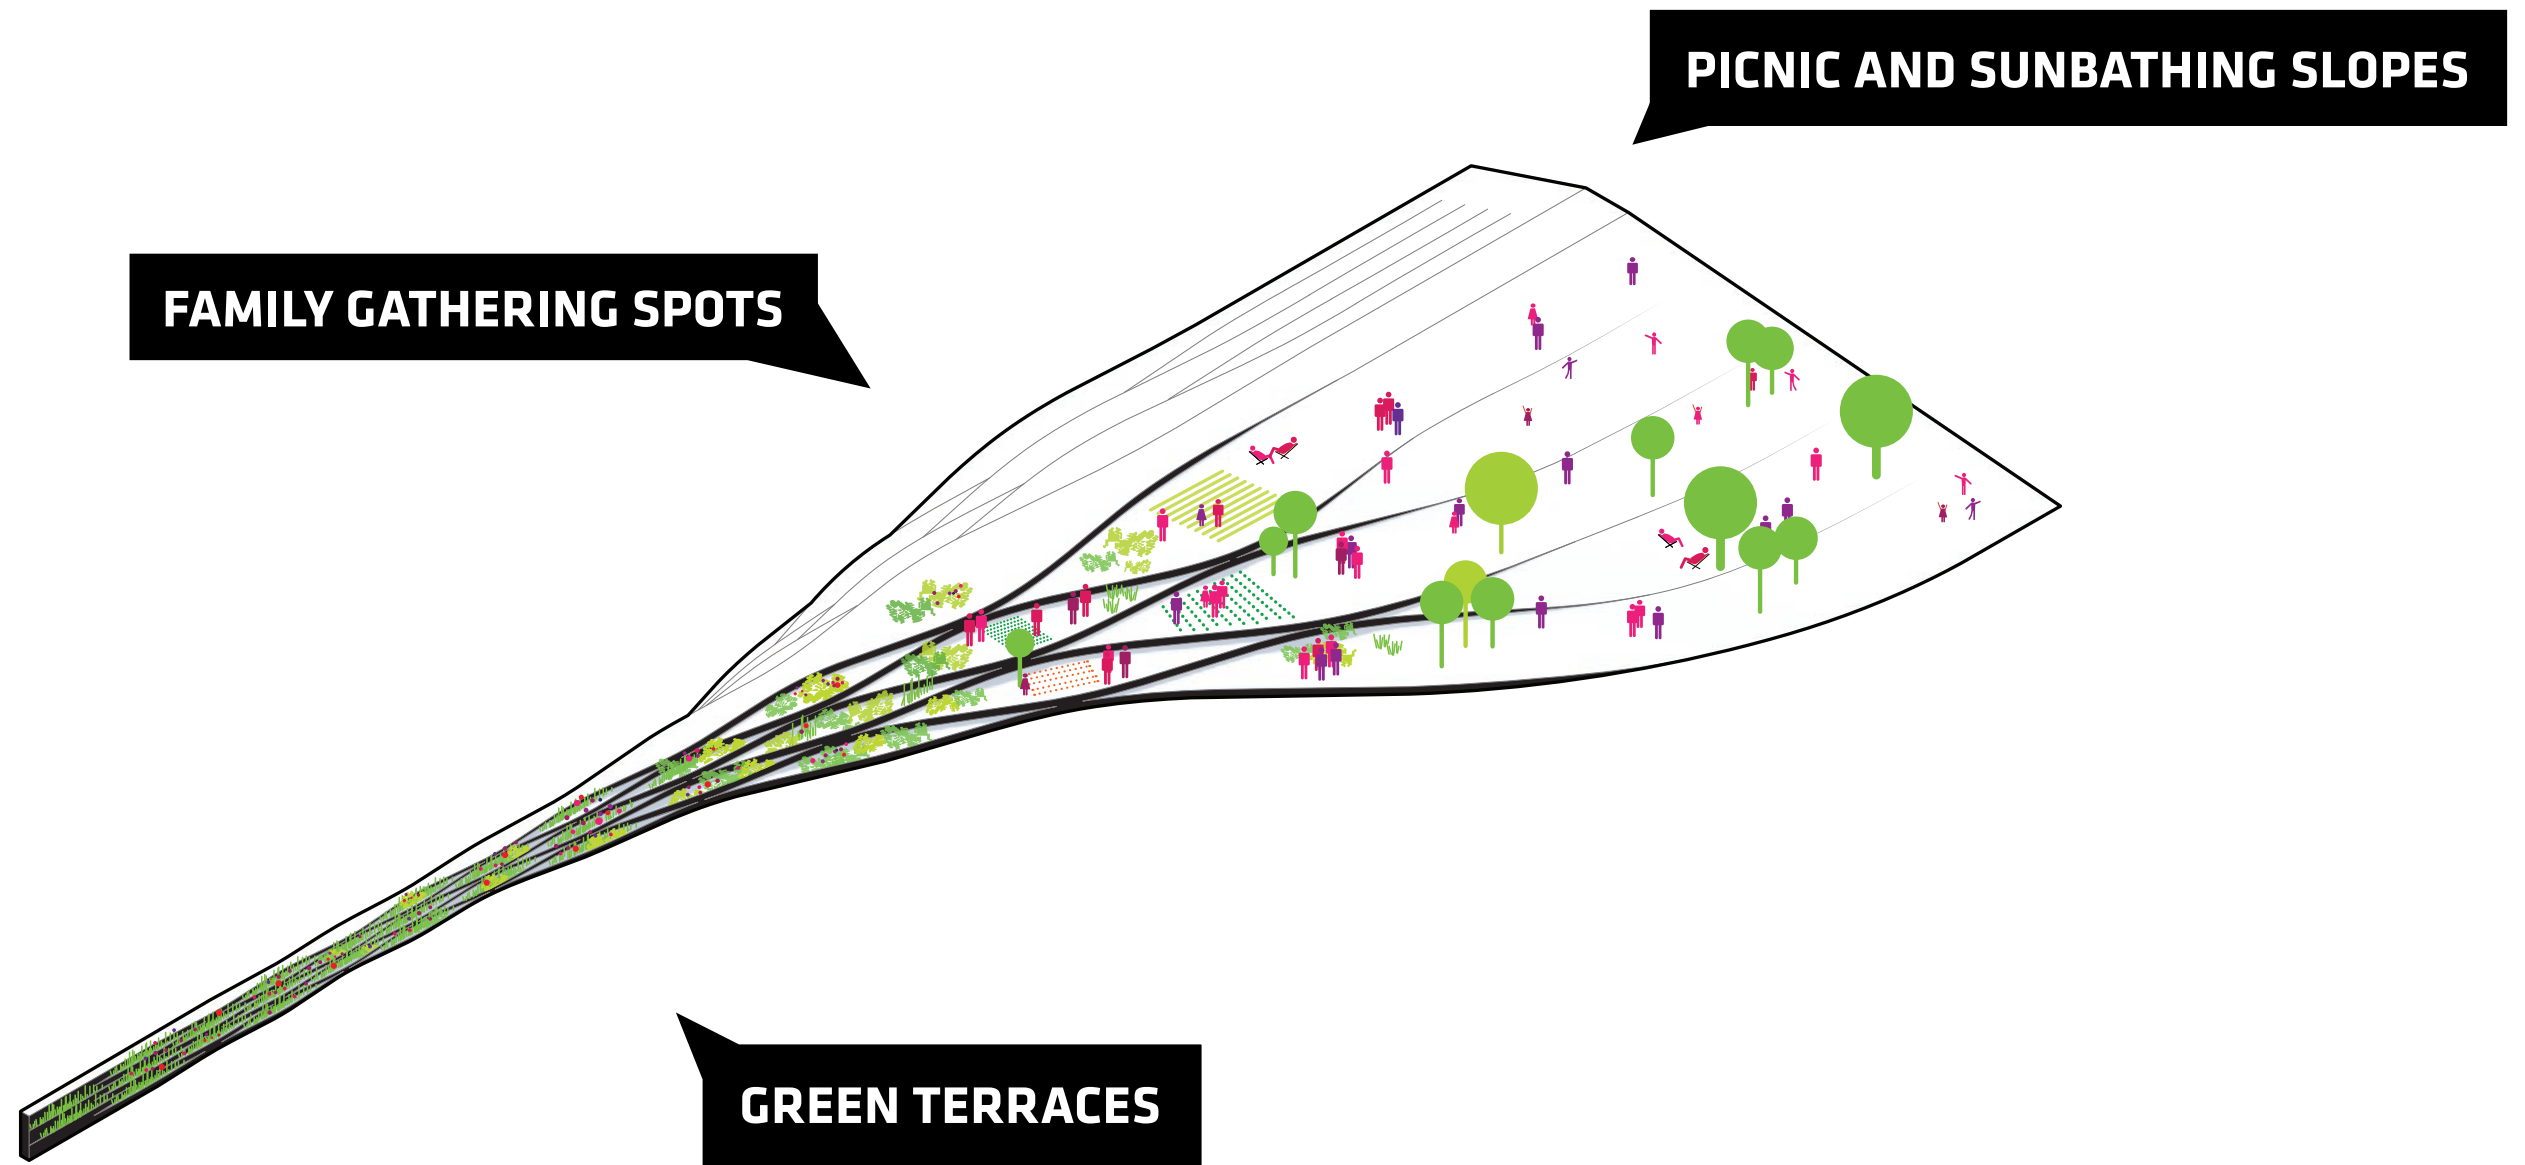 PICNIC AND SUNBATHING SLOPES
FAMILY GATHERING SPOTS
GREEN TERRACES